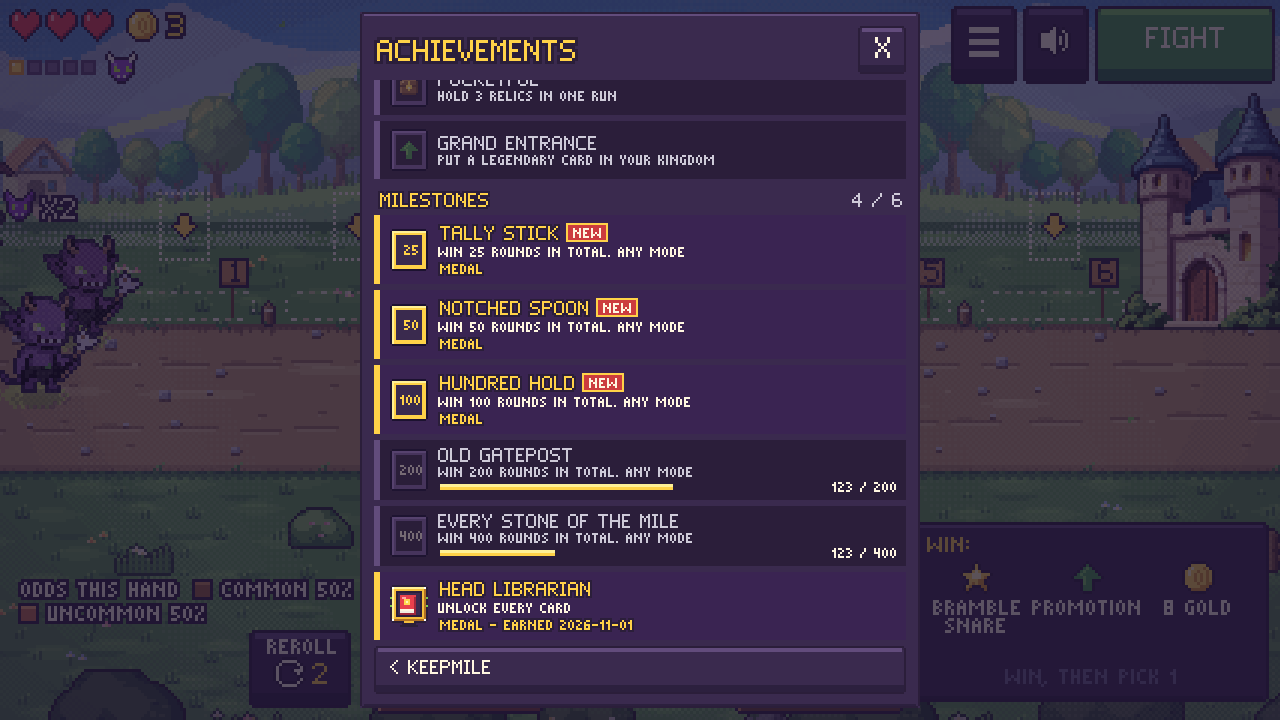 3
ACHIEVEMENTS
X
FIGHT
POCKETFUL
HOLD 3 RELICS IN ONE RUN
GRAND ENTRANCE
PUT A LEGENDARY CARD IN YOUR KINGDOM
MILESTONES
4 / 6
X2
1
5
6
25
TALLY STICK NEW
WIN 25 ROUNDS IN TOTAL. ANY MODE
MEDAL
50
NOTCHED SPOON NEW
WIN 50 ROUNDS IN TOTAL. ANY MODE
MEDAL
100
HUNDRED HOLD NEW
WIN 100 ROUNDS IN TOTAL. ANY MODE
MEDAL
200
OLD GATEPOST
WIN 200 ROUNDS IN TOTAL. ANY MODE
123 / 200
400
EVERY STONE OF THE MILE
WIN 400 ROUNDS IN TOTAL. ANY MODE
123 / 400
HEAD LIBRARIAN
UNLOCK EVERY CARD
MEDAL - EARNED 2026-11-01
< KEEPMILE
ODDS THIS HAND COMMON 50%
UNCOMMON 50%
REROLL
2
WIN:
BRAMBLE SNARE
PROMOTION
8 GOLD
WIN, THEN PICK 1